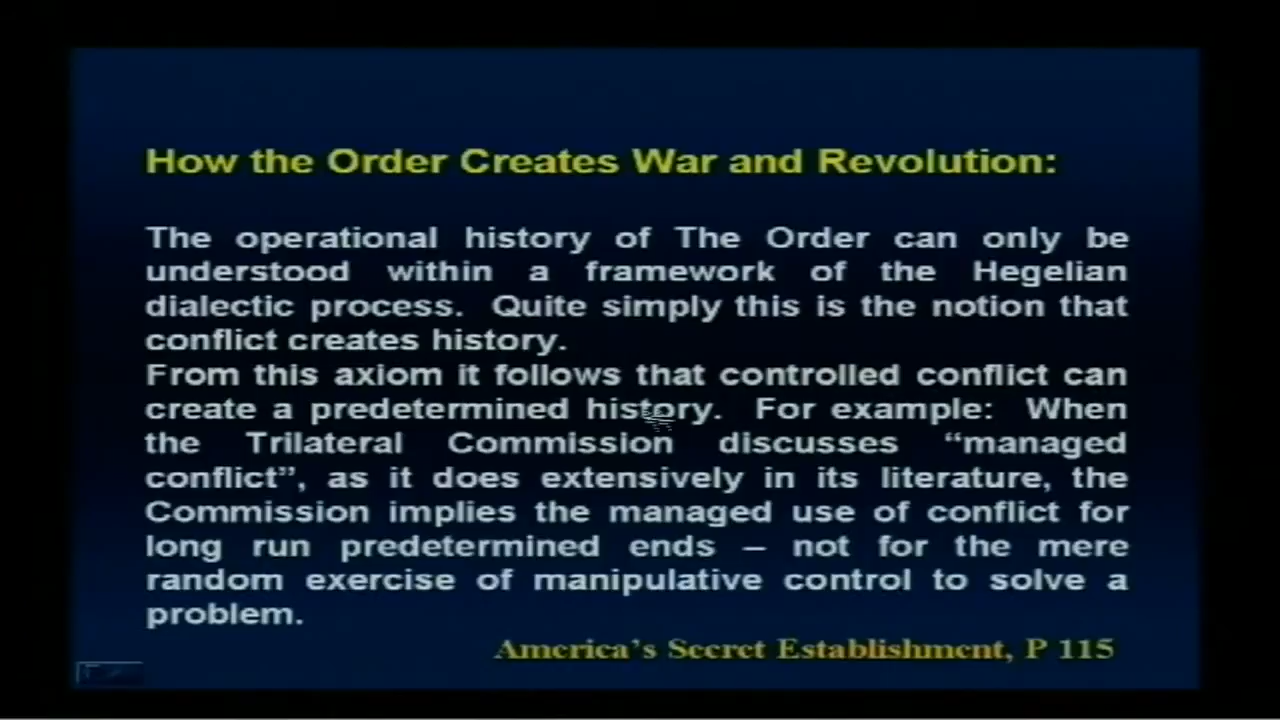 How the Order Creates War and Revolution:
The operational history of The Order can only be
understood within a framework of the Hegelian
dialectic process. Quite simply this is the notion that
conflict creates history.
From this axiom it follows that controlled conflict can
create a predetermined history. For example: When
the Trilateral Commission discusses “managed
conflict”, as it does extensively in its literature, the
Commission implies the managed use of conflict for
long run predetermined ends – not for the mere
random exercise of manipulative control to solve a
problem.
America's Secret Establishment, P 115